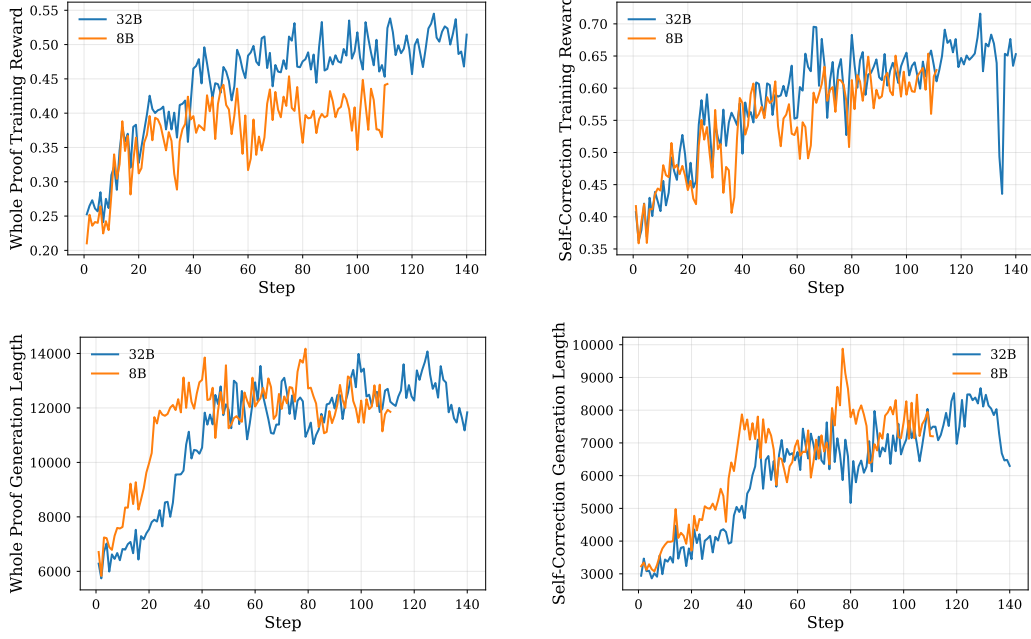 Whole Proof Training Reward
0.55
0.50
0.45
0.40
0.35
0.30
0.25
0.20
32B
8B
0 20 40 60 80 100 120 140
Step
Self-Correction Training Reward
0.70
0.65
0.60
0.55
0.50
0.45
0.40
0.35
32B
8B
0 20 40 60 80 100 120 140
Step
Whole Proof Generation Length
14000
12000
10000
8000
6000
32B
8B
0 20 40 60 80 100 120 140
Step
Self-Correction Generation Length
10000
9000
8000
7000
6000
5000
4000
3000
32B
8B
0 20 40 60 80 100 120 140
Step